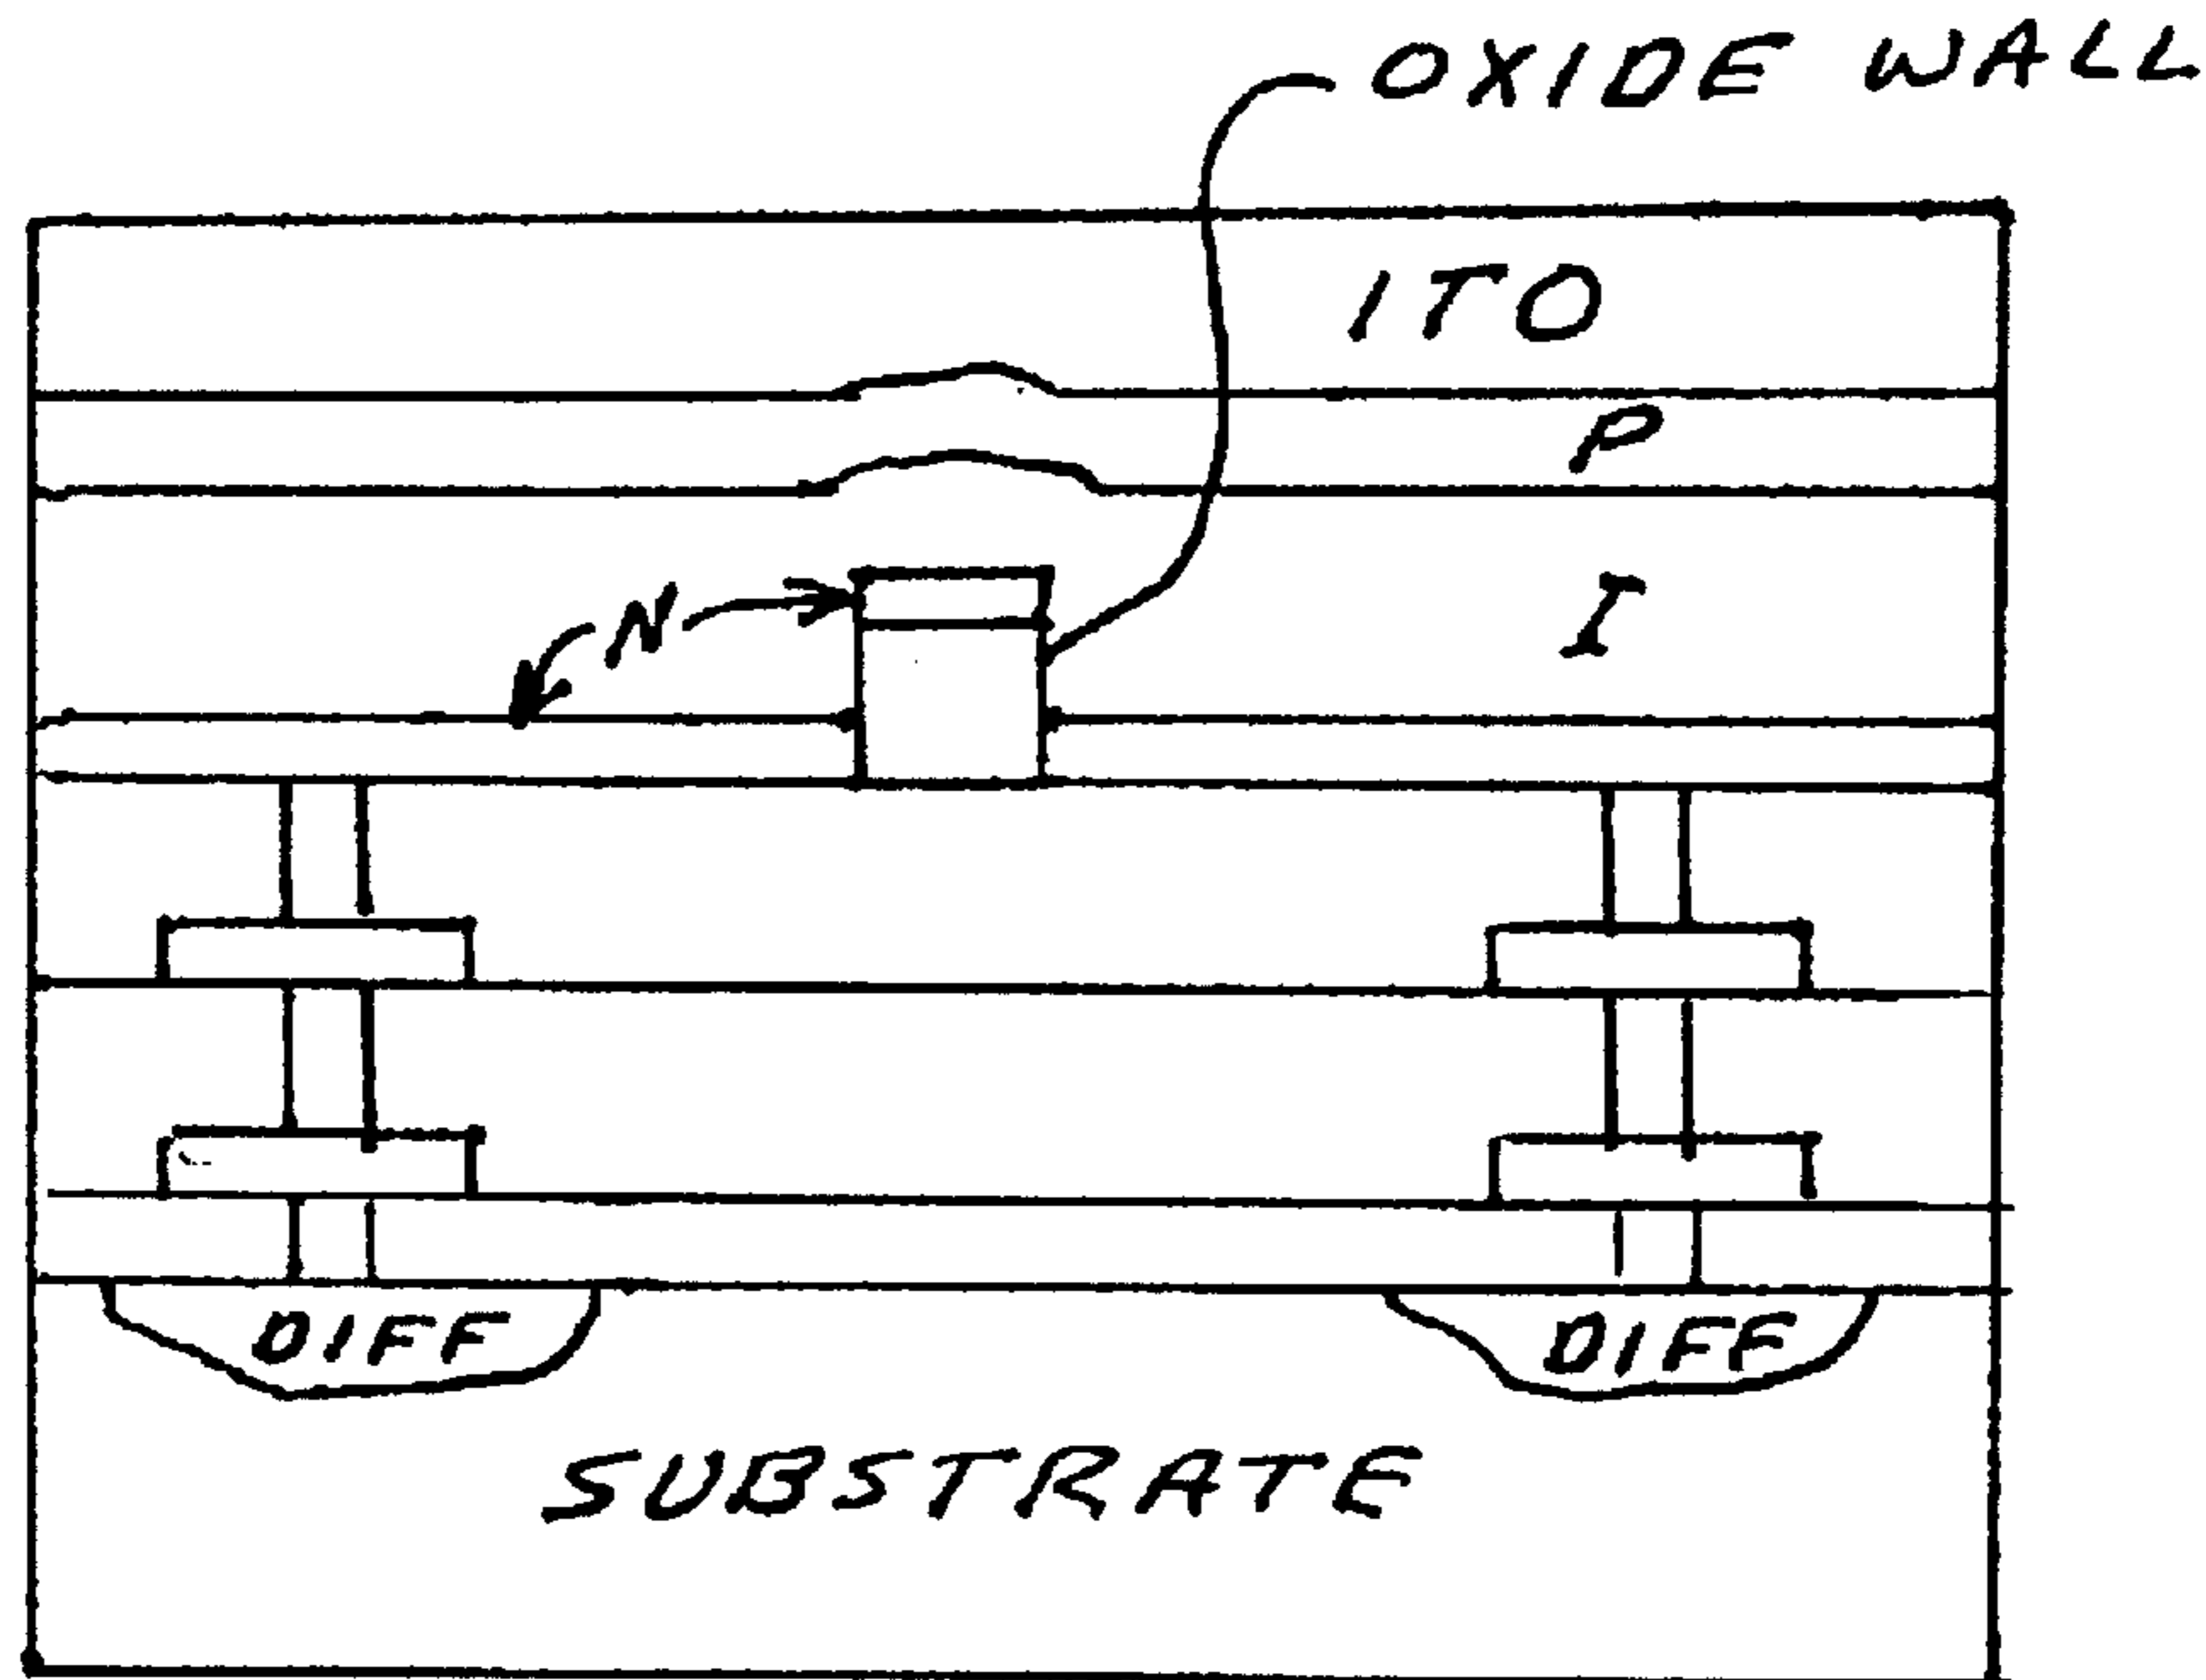 OXIDE WALL
ITO
P
N
I
DIFF
DIFF
SUBSTRATE